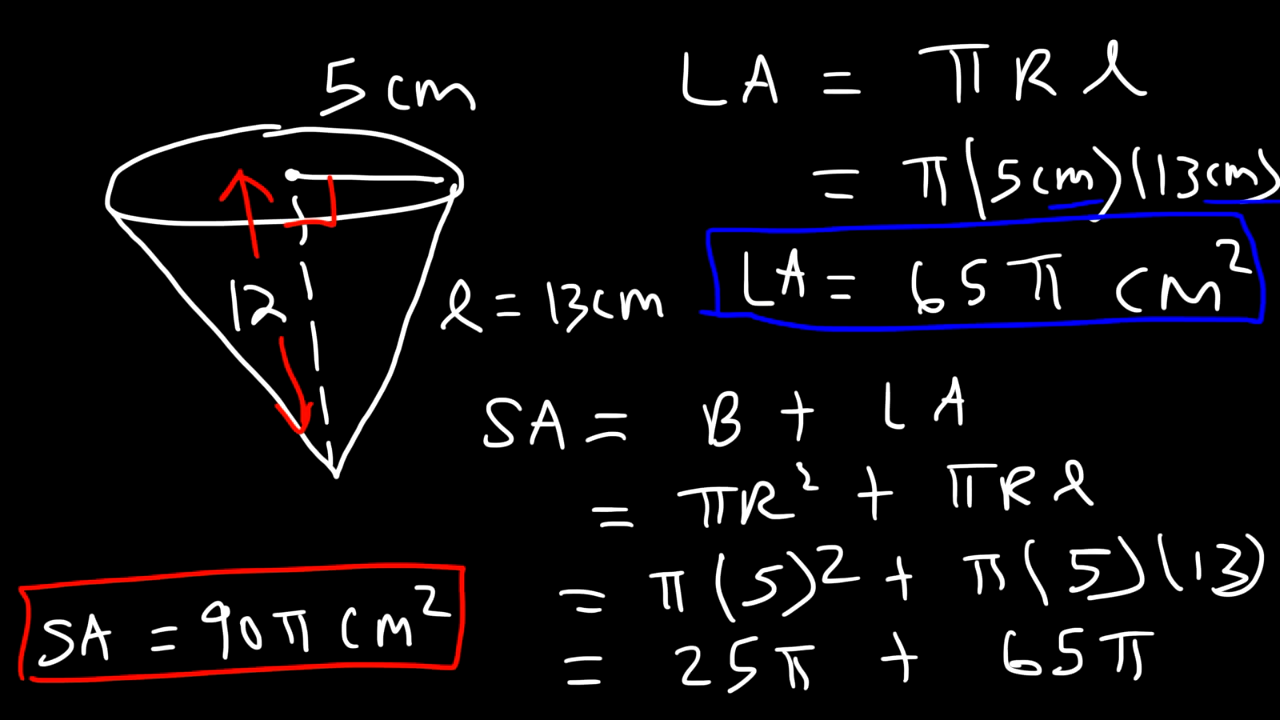 5 cm
12
l = 13cm
LA = πRl
= π(5cm)(13cm)
LA = 65π cm²
SA = B + LA
= πR² + πRl
= π(5)² + π(5)(13)
= 25π + 65π
SA = 90π cm²